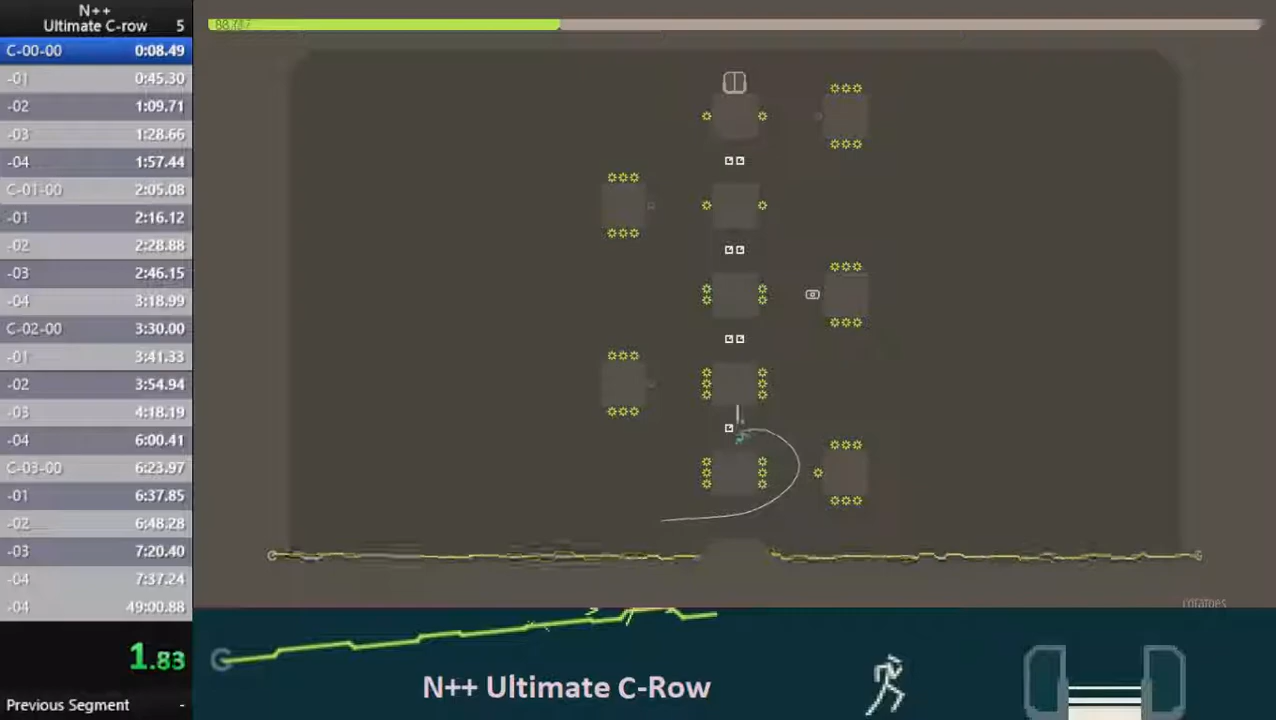 N++
Ultimate C-row 5
C-00-00 0:08.49
-01 0:45.30
-02 1:09.71
-03 1:28.66
-04 1:57.44
C-01-00 2:05.08
-01 2:16.12
-02 2:28.88
-03 2:46.15
-04 3:18.99
C-02-00 3:30.00
-01 3:41.33
-02 3:54.94
-03 4:18.19
-04 6:00.41
C-03-00 6:23.97
-01 6:37.85
-02 6:48.28
-03 7:20.40
-04 7:37.24
-04 49:00.88
1.83
Previous Segment -
N++ Ultimate C-Row